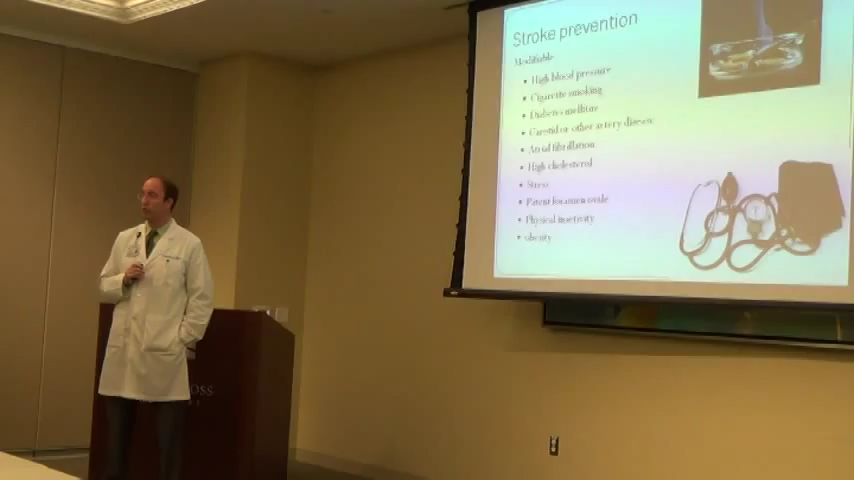 Stroke prevention
Modifiable
• High blood pressure
• Cigarette smoking
• Diabetes mellitus
• Carotid or other artery disease
• Atrial fibrillation
• High cholesterol
• Stress
• Patent foramen ovale
• Physical inactivity
• obesity
OSS